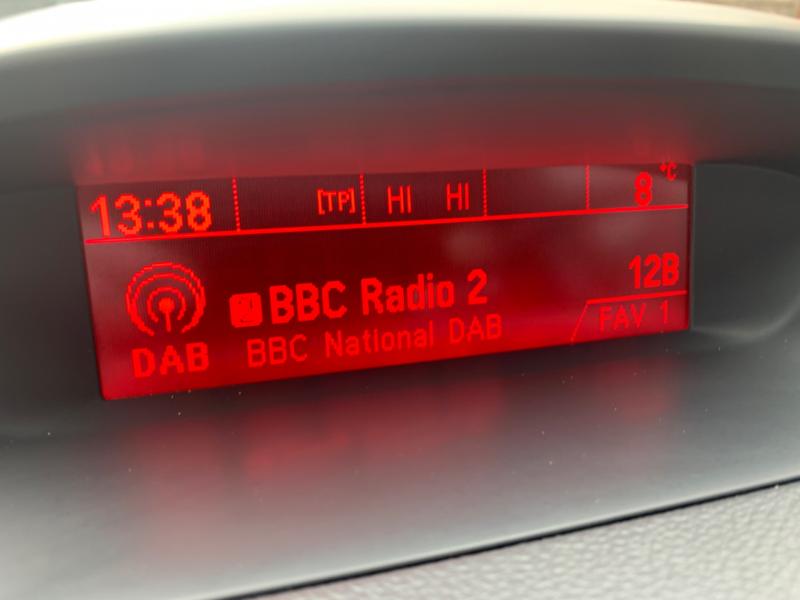 13:38 [TP] HI HI 8 °C
BBC Radio 2 12B
DAB BBC National DAB FAV 1